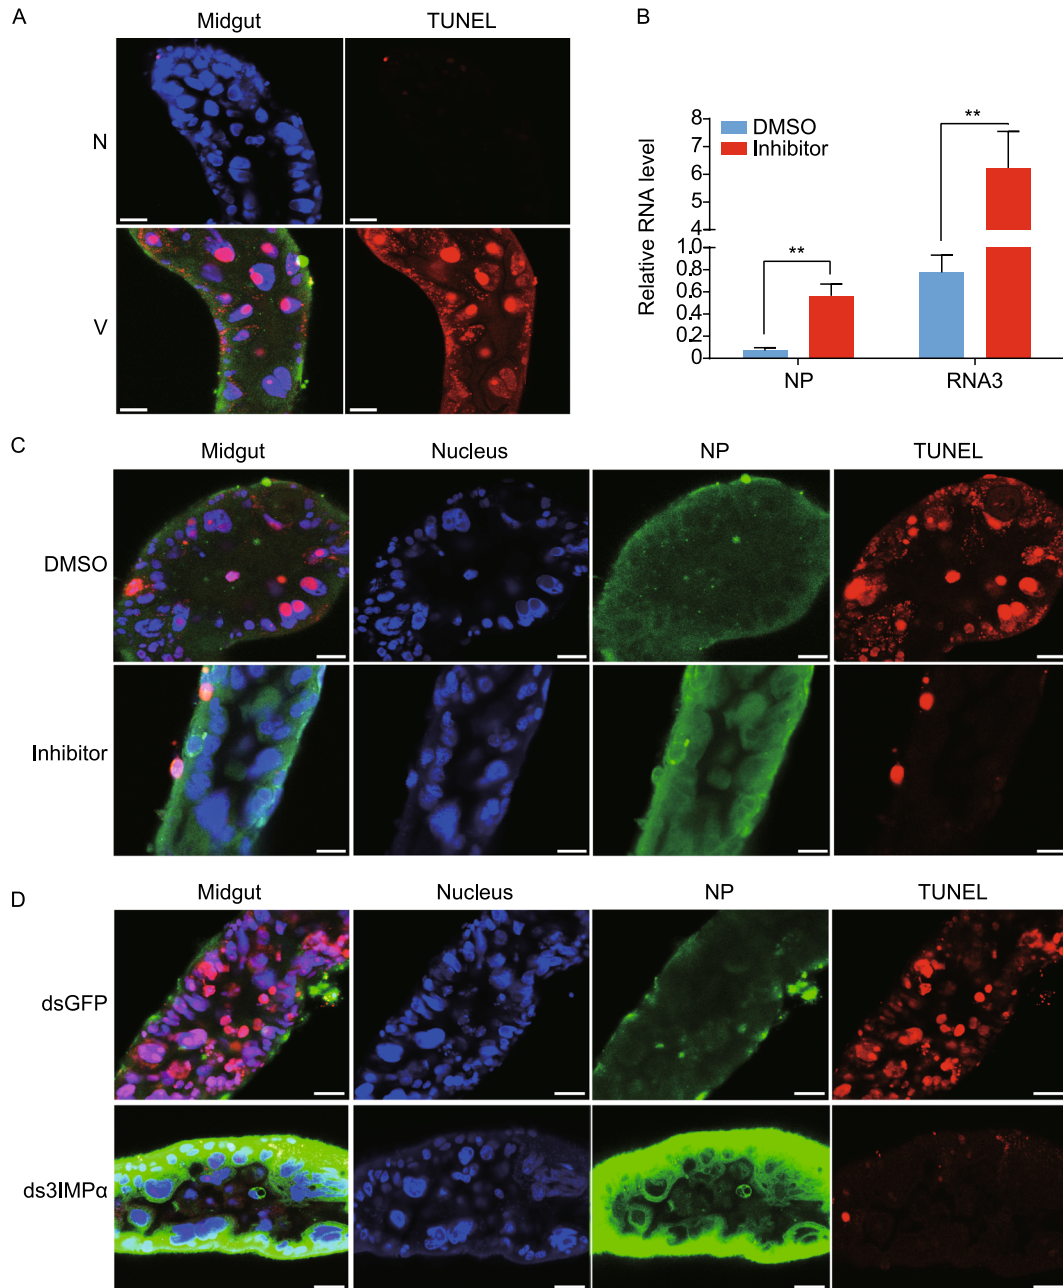 A
Midgut
TUNEL
N
V
B
Relative RNA level
8
7
6
5
4
1.0
0.8
0.6
0.4
0.2
0
DMSO
Inhibitor
**
**
NP
RNA3
C
Midgut
Nucleus
NP
TUNEL
DMSO
Inhibitor
D
Midgut
Nucleus
NP
TUNEL
dsGFP
ds3IMPα